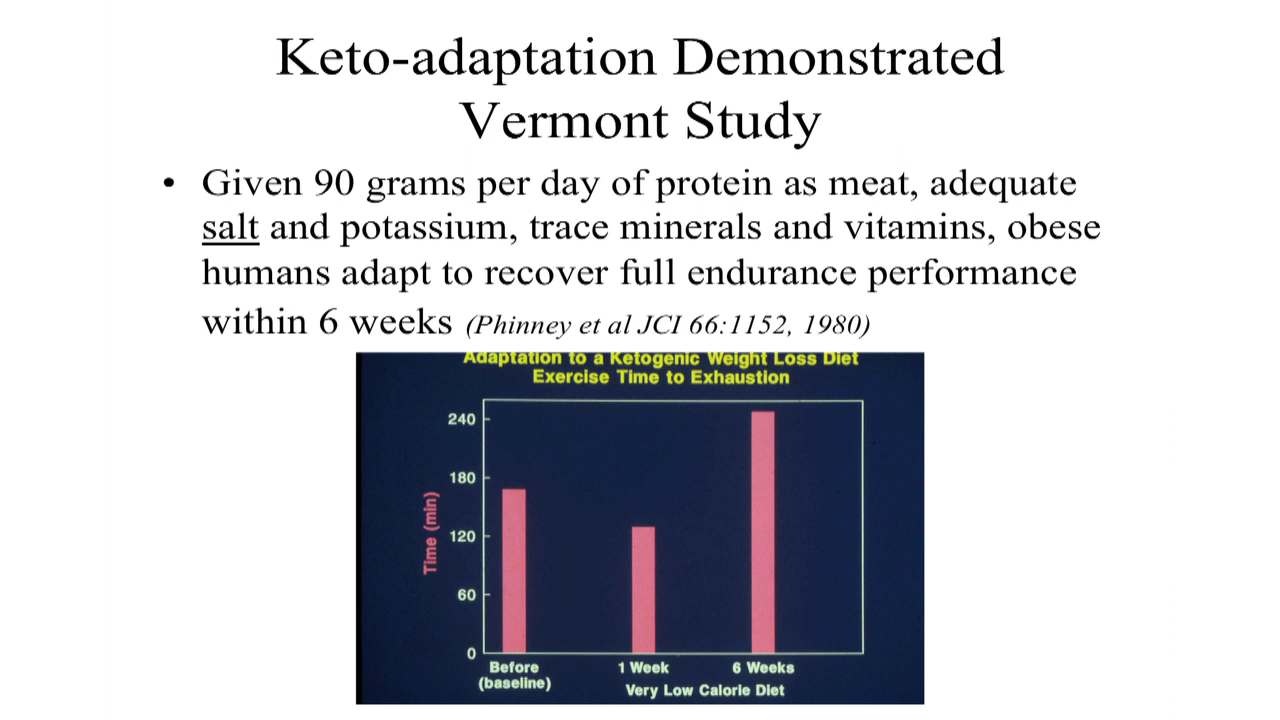 Keto-adaptation Demonstrated
Vermont Study
• Given 90 grams per day of protein as meat, adequate
salt and potassium, trace minerals and vitamins, obese
humans adapt to recover full endurance performance
within 6 weeks (Phinney et al JCI 66:1152, 1980)
Adaptation to a Ketogenic Weight Loss Diet
Exercise Time to Exhaustion
Time (min)
240
180
120
60
0
Before 1 Week 6 Weeks
(baseline) Very Low Calorie Diet